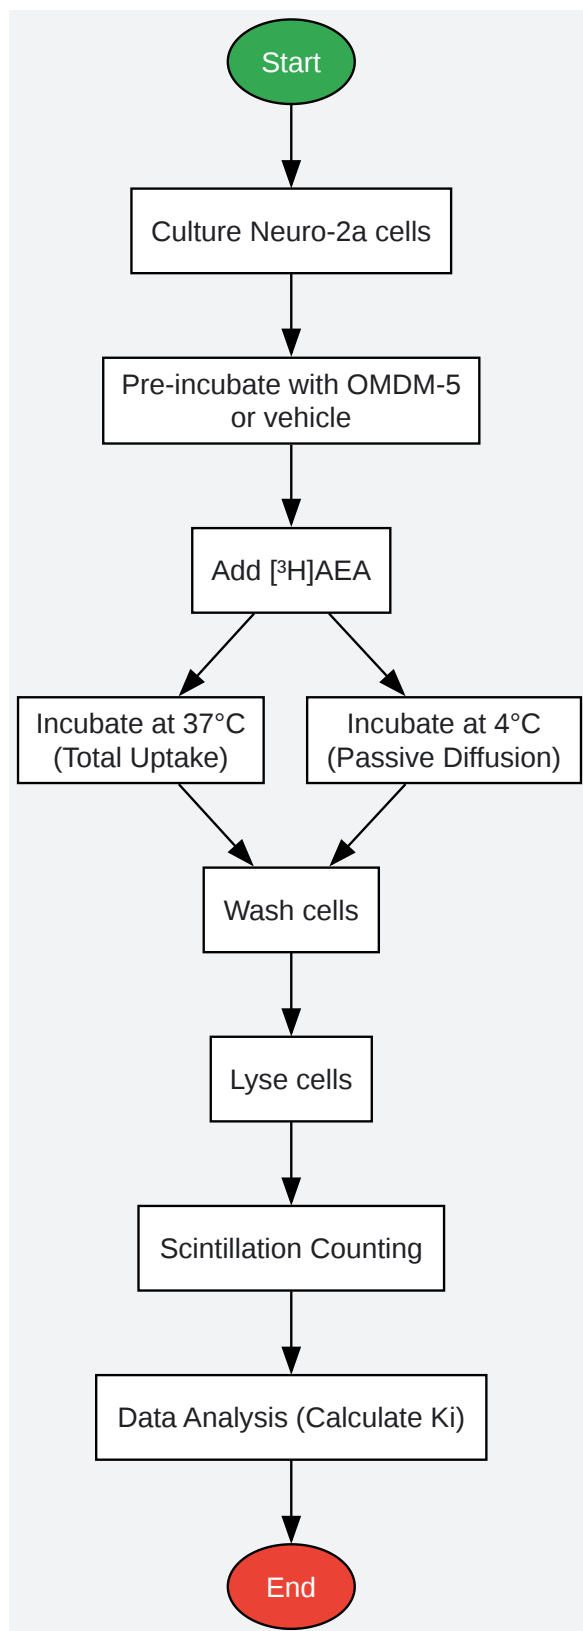 Start
Culture Neuro-2a cells
Pre-incubate with OMDM-5
or vehicle
Add [³H]AEA
Incubate at 37°C
(Total Uptake)
Incubate at 4°C
(Passive Diffusion)
Wash cells
Lyse cells
Scintillation Counting
Data Analysis (Calculate Ki)
End